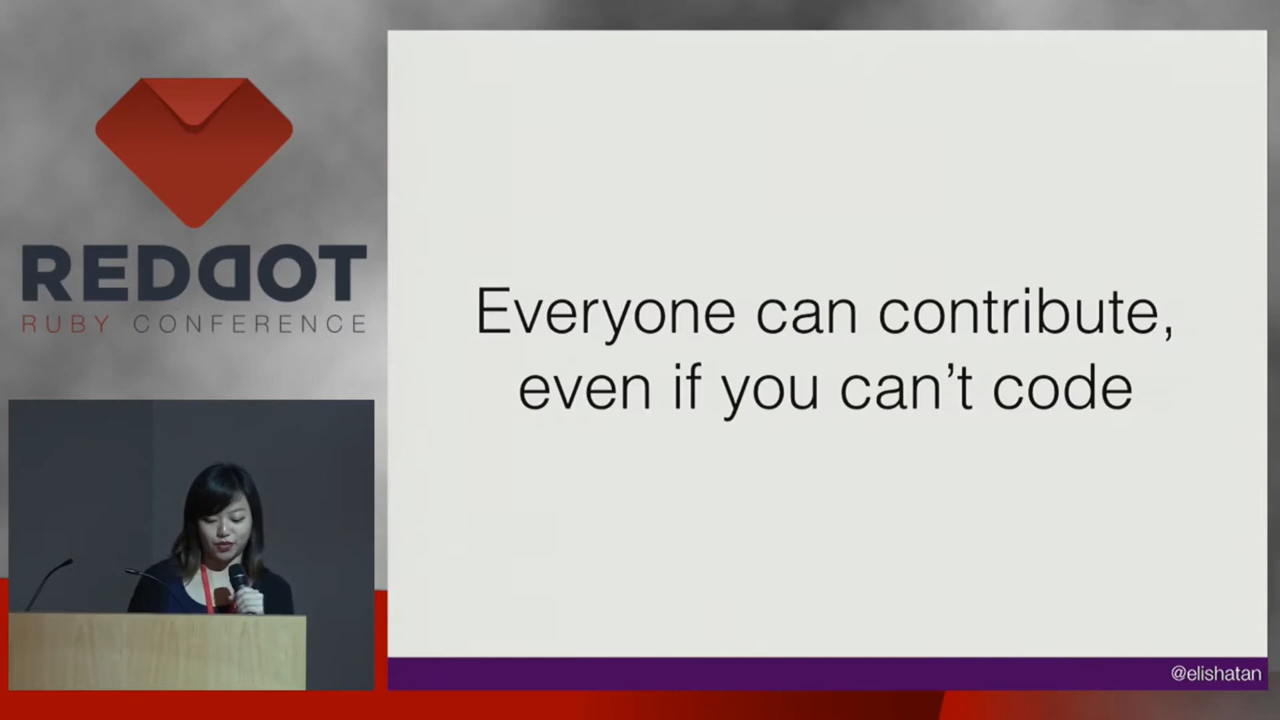 REDDOT
RUBY CONFERENCE
Everyone can contribute,
even if you can’t code
@elishatan